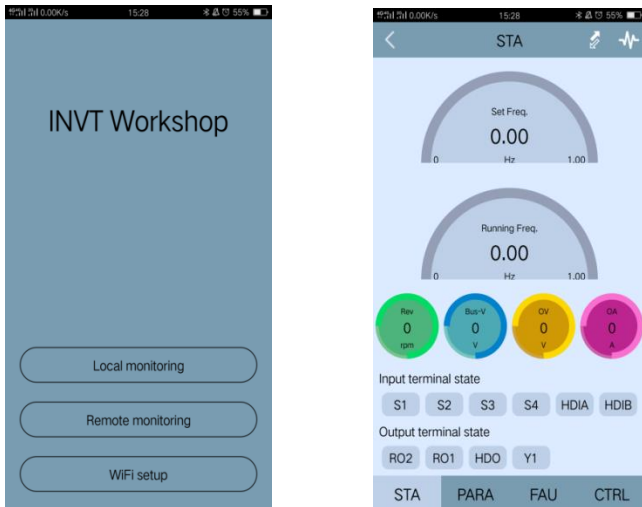 0.00K/s 15:28 55%
INVT Workshop
Local monitoring
Remote monitoring
WiFi setup
0.00K/s 15:28 55%
STA
Set Freq.
0.00
0 Hz 1.00
Running Freq.
0.00
0 Hz 1.00
Rev Bus-V OV OA
0 0 0 0
rpm V V A
Input terminal state
S1 S2 S3 S4 HDIA HDIB
Output terminal state
RO2 RO1 HDO Y1
STA PARA FAU CTRL